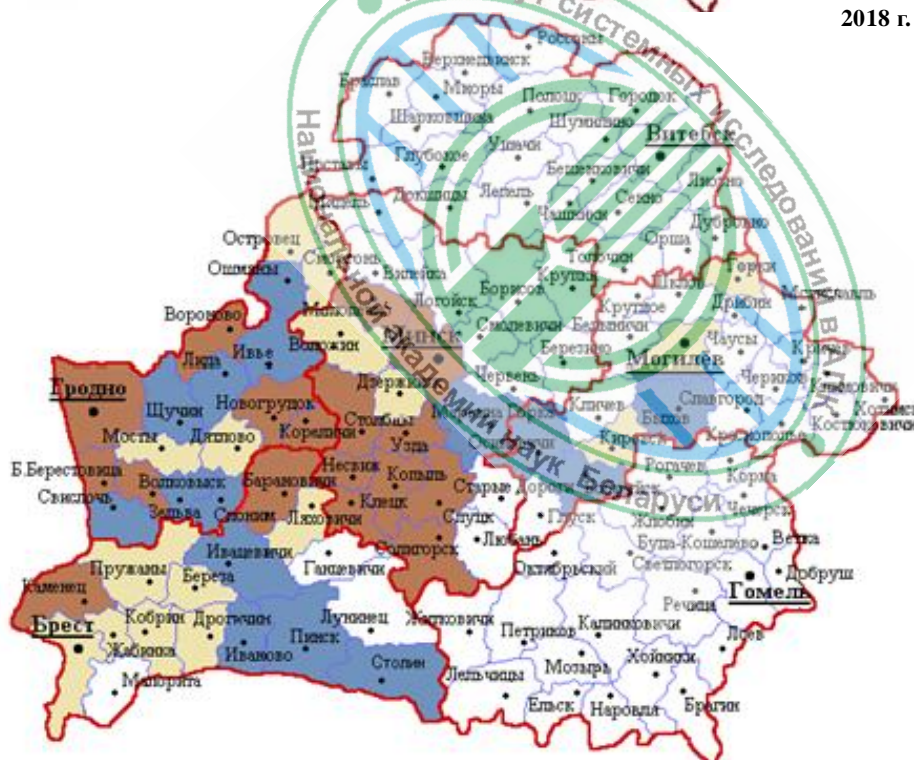 2018 г.
Россоны
Верхнедвинск
Браслав
Миоры
Полоцк
Городок
Шарковщина
Шумилино
Витебск
Глубокое
Ушачи
Бешенковичи
Лиозно
Поставы
Докшицы
Лепель
Сенно
Чашники
Дубровно
Островец
Орша
Толочин
Сморгонь
Вилейка
Крупки
Горки
Ошмяны
Логойск
Борисов
Шклов
Круглое
Дрибин
Мстиславль
Вороново
Воложин
Минск
Смолевичи
Белыничи
Чаусы
Лида
Ивье
Березино
Могилев
Гродно
Дзержинск
Червень
Чериков
Климовичи
Щучин
Новогрудок
Столбцы
Марьина Горка
Кличев
Быхов
Славгород
Костюковичи
Мосты
Дятлово
Кореличи
Узда
Осиповичи
Кировск
Краснополье
Б.Берестовица
Несвиж
Копыль
Рогачев
Корма
Волковыск
Барановичи
Свислочь
Клецк
Старые Дороги
Чечерск
Зельва
Слоним
Ляховичи
Слуцк
Глуск
Жлобин
Ивацевичи
Любань
Буда-Кошелево
Ветка
Солигорск
Ганцевичи
Октябрьский
Светлогорск
Добруш
Пружаны
Береза
Каменец
Речица
Гомель
Лунинец
Житковичи
Калинковичи
Брест
Кобрин
Дрогичин
Пинск
Петриков
Лоев
Жабинка
Иваново
Мозырь
Хойники
Столин
Малорита
Лельчицы
Ельск
Наровля
Брагин
Национальной академии наук Беларуси
системных исследований в АПК